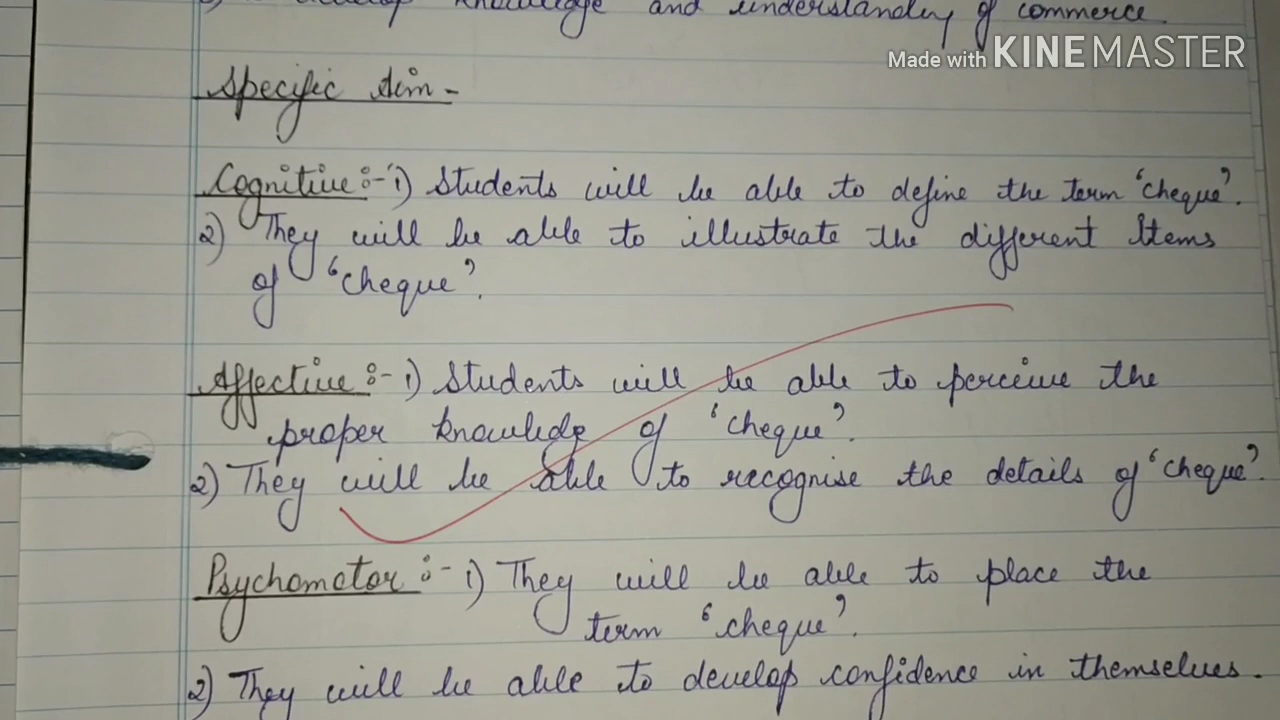 to develop knowledge and understanding of commerce.
Made with KINEMASTER
Specific Aim -
Cognitive :- 1) Students will be able to define the term 'cheque'.
2) They will be able to illustrate the different Items
of 'cheque'.
Affective :- 1) Students will be able to perceive the
proper knowledge of 'cheque'.
2) They will be able to recognise the details of 'cheque'.
Psychomotor :- 1) They will be able to place the
term 'cheque'.
2) They will be able to develop confidence in themselves.